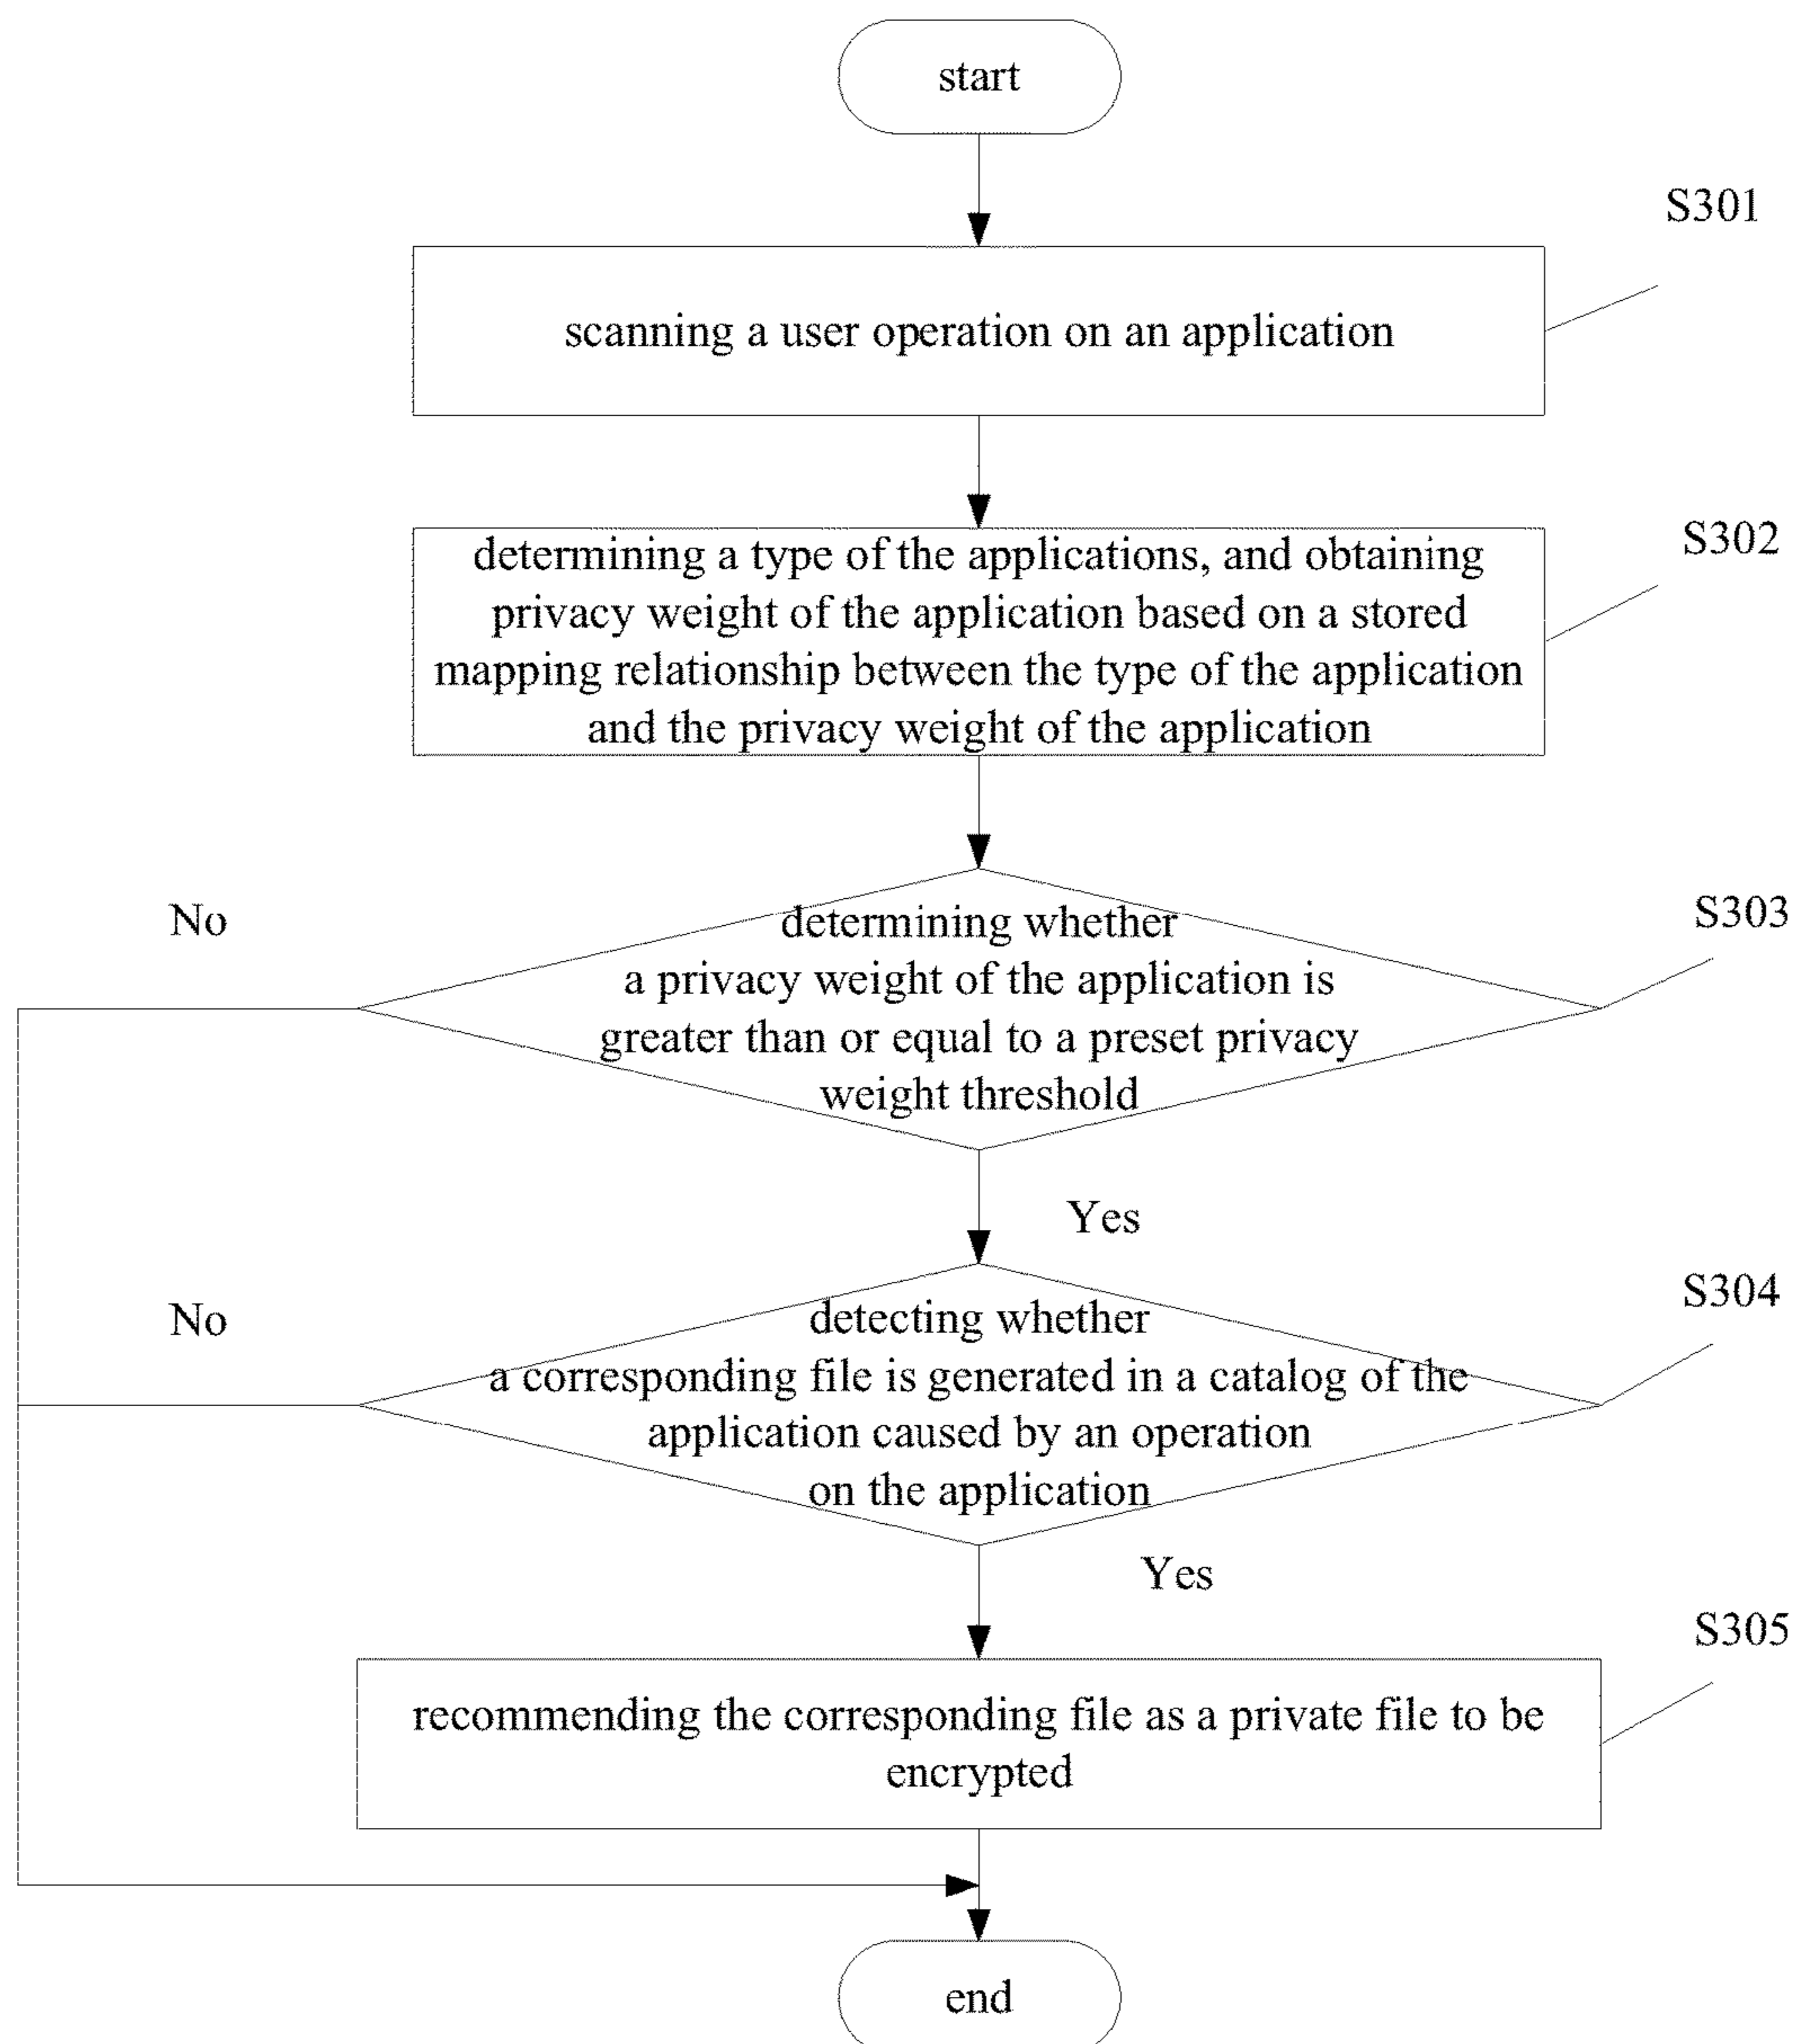 start
S301
scanning a user operation on an application
S302
determining a type of the applications, and obtaining
privacy weight of the application based on a stored
mapping relationship between the type of the application
and the privacy weight of the application
No
S303
determining whether
a privacy weight of the application is
greater than or equal to a preset privacy
weight threshold
Yes
No
S304
detecting whether
a corresponding file is generated in a catalog of the
application caused by an operation
on the application
Yes
S305
recommending the corresponding file as a private file to be
encrypted
end